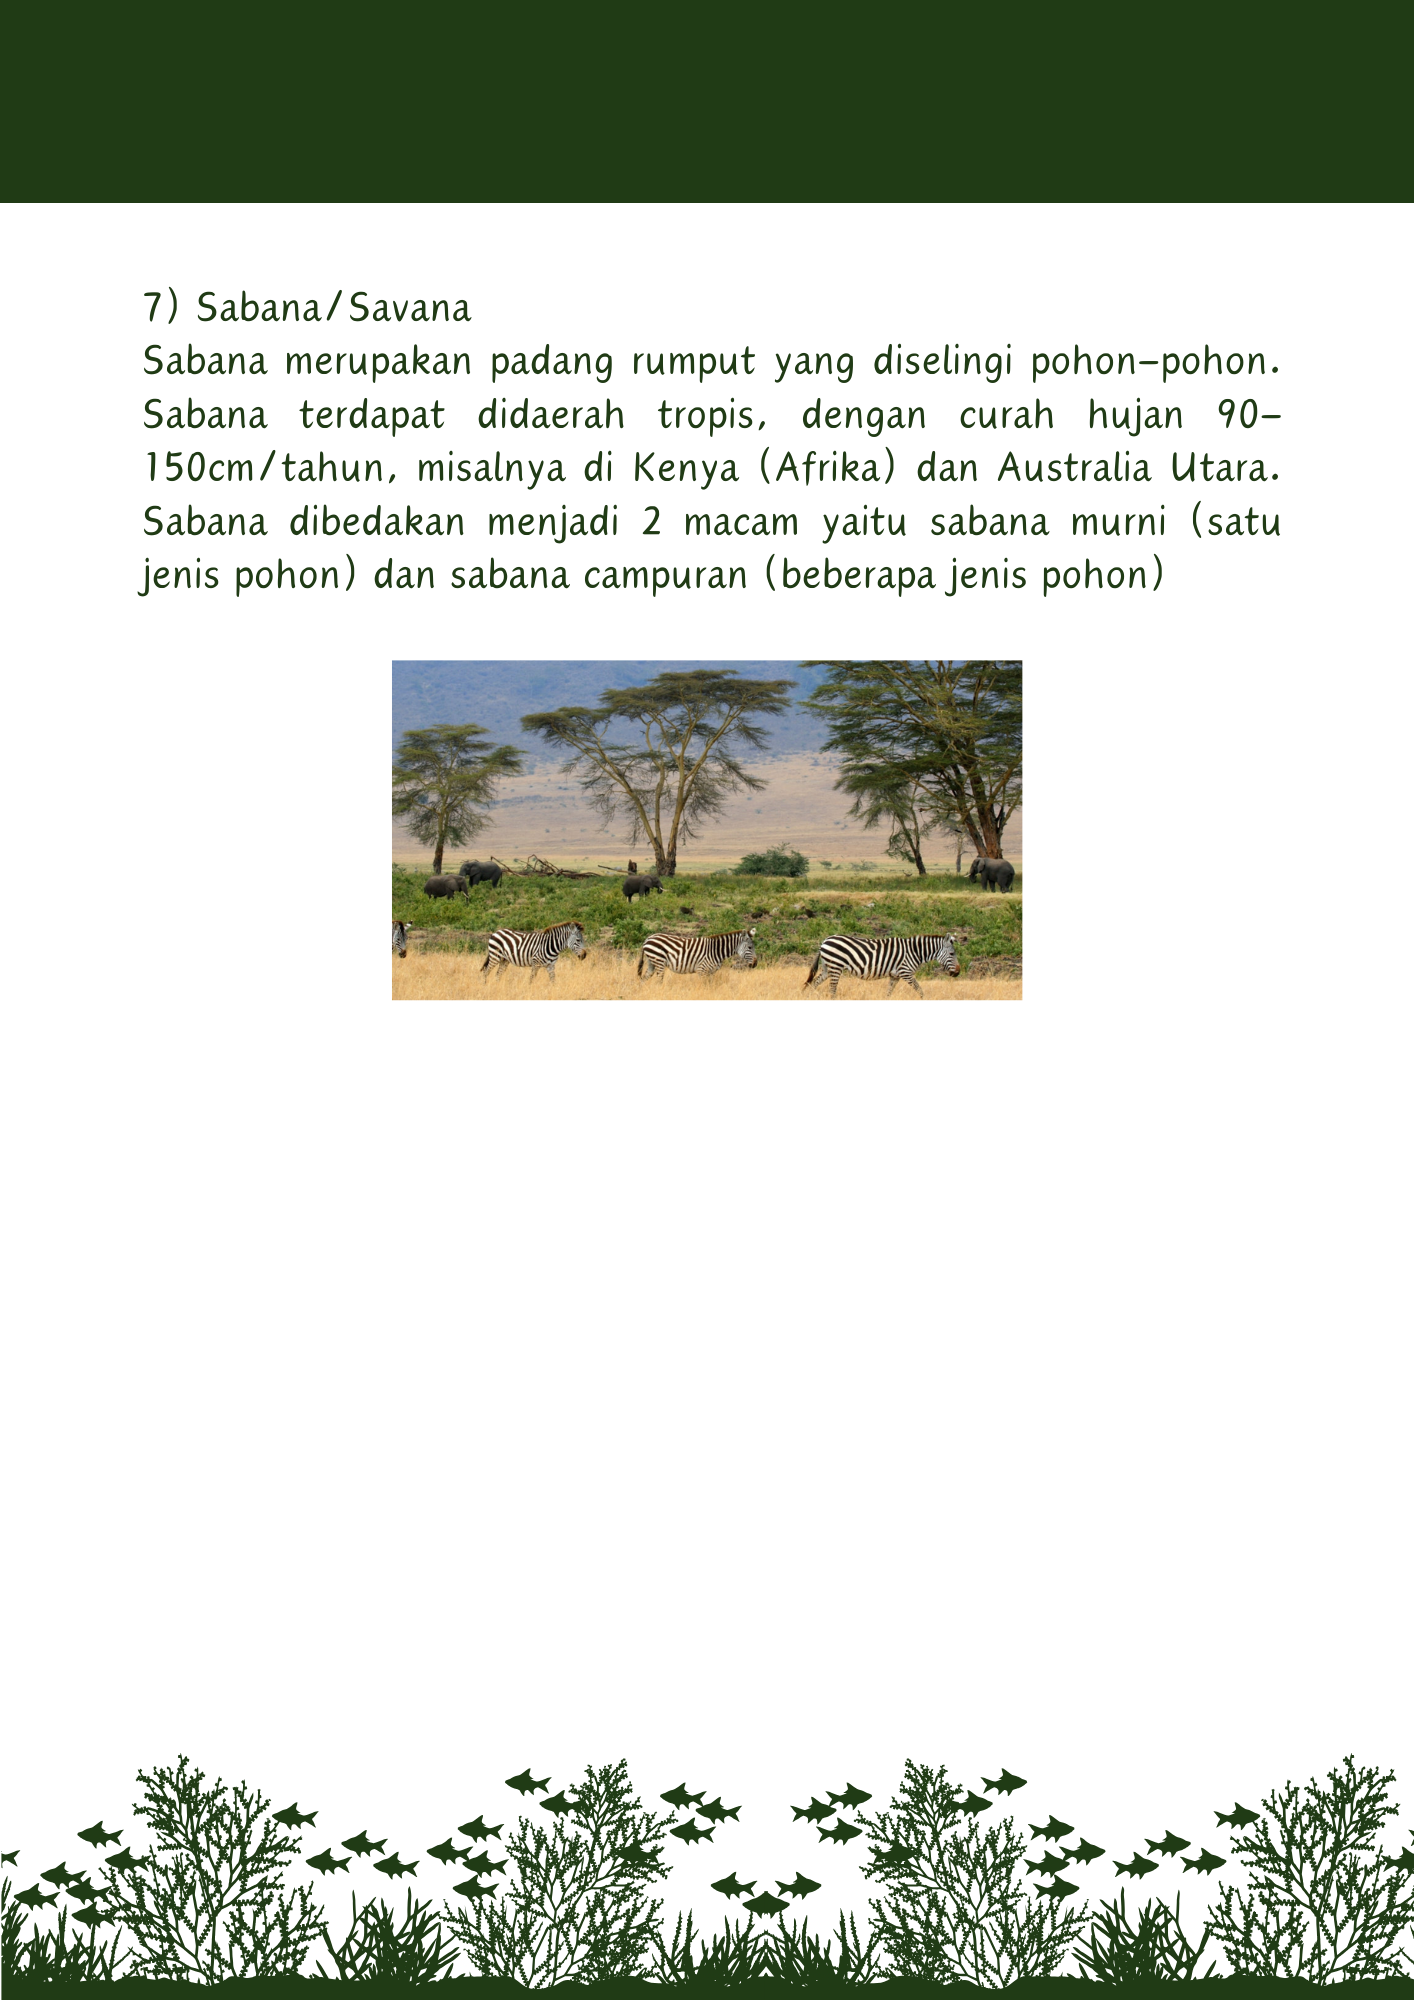 7) Sabana/Savana
Sabana merupakan padang rumput yang diselingi pohon-pohon.
Sabana terdapat didaerah tropis, dengan curah hujan 90-
150cm/tahun, misalnya di Kenya (Afrika) dan Australia Utara.
Sabana dibedakan menjadi 2 macam yaitu sabana murni (satu
jenis pohon) dan sabana campuran (beberapa jenis pohon)